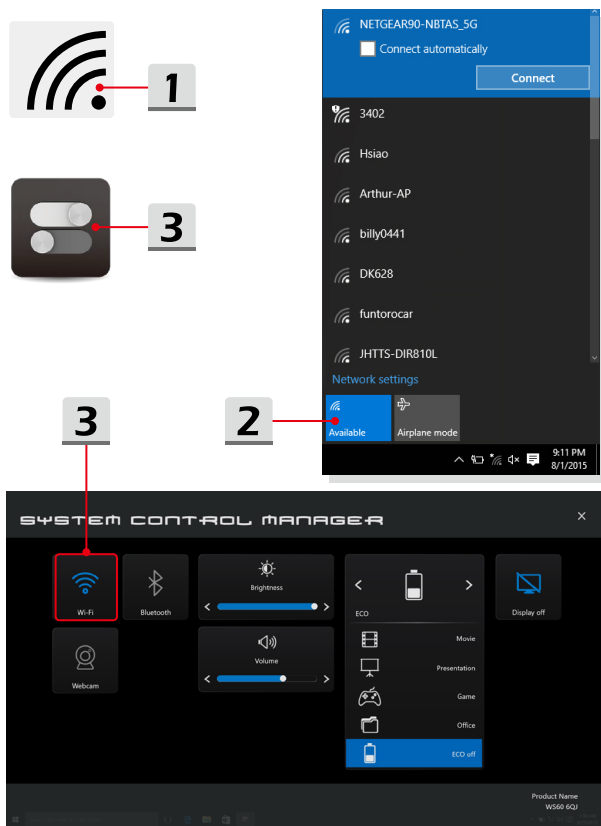 1
3
NETGEAR90-NBTAS_5G
Connect automatically
Connect
3402
Hsiao
Arthur-AP
billy0441
DK628
funtorocar
JHTTS-DIR810L
Network settings
Available
Airplane mode
9:11 PM
8/1/2015
2
3
SYSTEM CONTROL MANAGER
Wi-Fi
Bluetooth
Brightness
ECO
Display off
Webcam
Volume
Movie
Presentation
Game
Office
ECO off
Product Name
WS60 6QJ